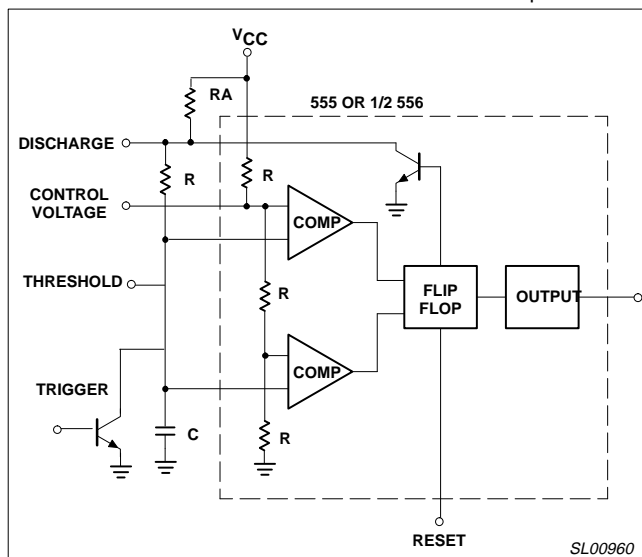 VCC
RA
555 OR 1/2 556
DISCHARGE
R
R
CONTROL
VOLTAGE
COMP
THRESHOLD
R
FLIP
FLOP
OUTPUT
COMP
TRIGGER
C
R
RESET
SL00960